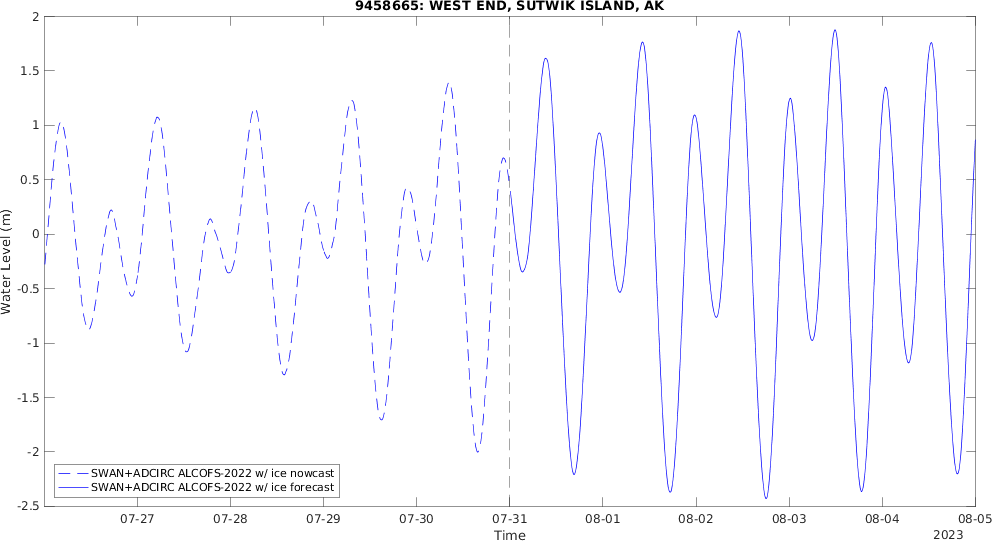 9458665: WEST END, SUTWIK ISLAND, AK
2
1.5
1
0.5
0
-0.5
-1
-1.5
-2
-2.5
Water Level (m)
SWAN+ADCIRC ALCOFS-2022 w/ ice nowcast
SWAN+ADCIRC ALCOFS-2022 w/ ice forecast
07-27 07-28 07-29 07-30 07-31 08-01 08-02 08-03 08-04 08-05
Time
2023